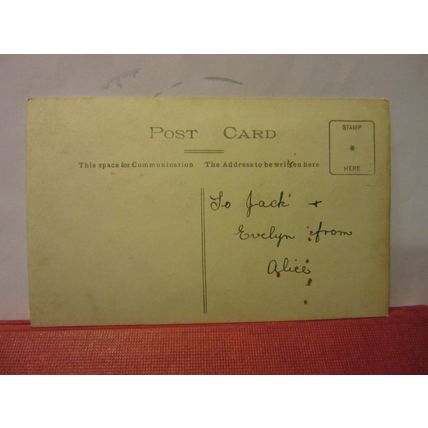 POST CARD
STAMP
HERE
This space for Communication The Address to be written here
To Jack +
Evelyn from
Alice